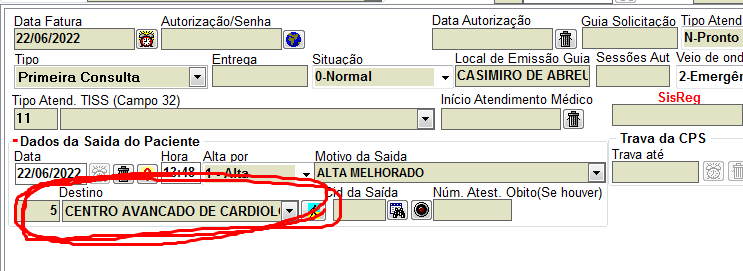 Data Fatura Autorização/Senha Data Autorização Guia Solicitação Tipo Atend
22/06/2022 N-Pronto
Tipo Entrega Situação Local de Emissão Guia Sessões Aut Veio de ond
Primeira Consulta 0-Normal CASIMIRO DE ABREU 2-Emergên
Tipo Atend. TISS (Campo 32) Início Atendimento Médico SisReg
11
Dados da Saida do Paciente Trava da CPS
Data Hora Alta por Motivo da Saida Trava até
22/06/2022 12:48 1 - Alta ALTA MELHORADO
Destino Cid da Saída Núm. Atest. Obito(Se houver)
5 CENTRO AVANCADO DE CARDIOL